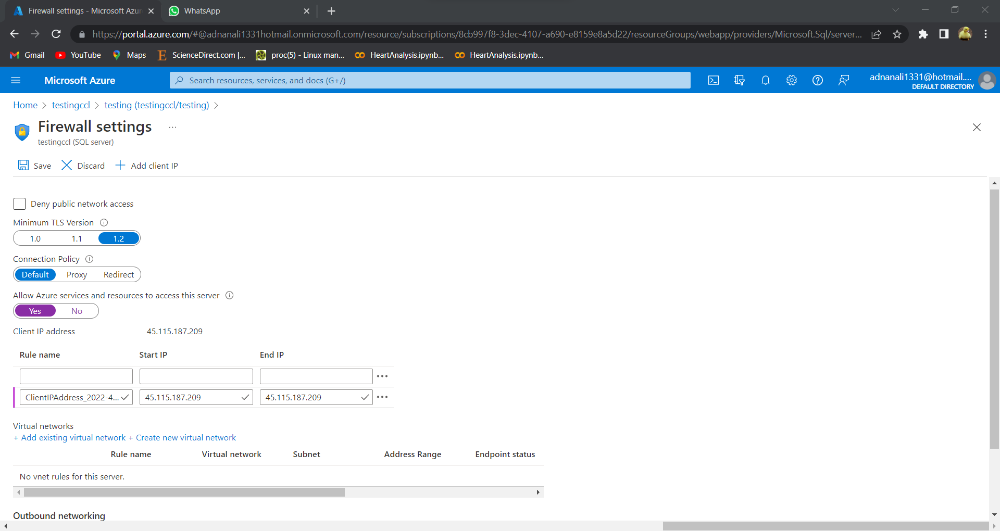 Firewall settings - Microsoft Azur
WhatsApp
https://portal.azure.com/#@adnanali1331hotmail.onmicrosoft.com/resource/subscriptions/8cb997f8-3dec-4107-a690-e8159e8a5d22/resourceGroups/webapp/providers/Microsoft.Sql/server...
Gmail YouTube Maps ScienceDirect.com |... proc(5) - Linux man... HeartAnalysis.ipynb... HeartAnalysis.ipynb...
Microsoft Azure
Search resources, services, and docs (G+/)
adnanali1331@hotmail....
DEFAULT DIRECTORY
Home > testingccl > testing (testingccl/testing) >
Firewall settings ...
testingccl (SQL server)
Save Discard + Add client IP
Deny public network access
Minimum TLS Version
1.0 1.1 1.2
Connection Policy
Default Proxy Redirect
Allow Azure services and resources to access this server
Yes No
Client IP address 45.115.187.209
Rule name Start IP End IP
ClientIPAddress_2022-4... 45.115.187.209 45.115.187.209
Virtual networks
+ Add existing virtual network + Create new virtual network
Rule name Virtual network Subnet Address Range Endpoint status
No vnet rules for this server.
Outbound networking